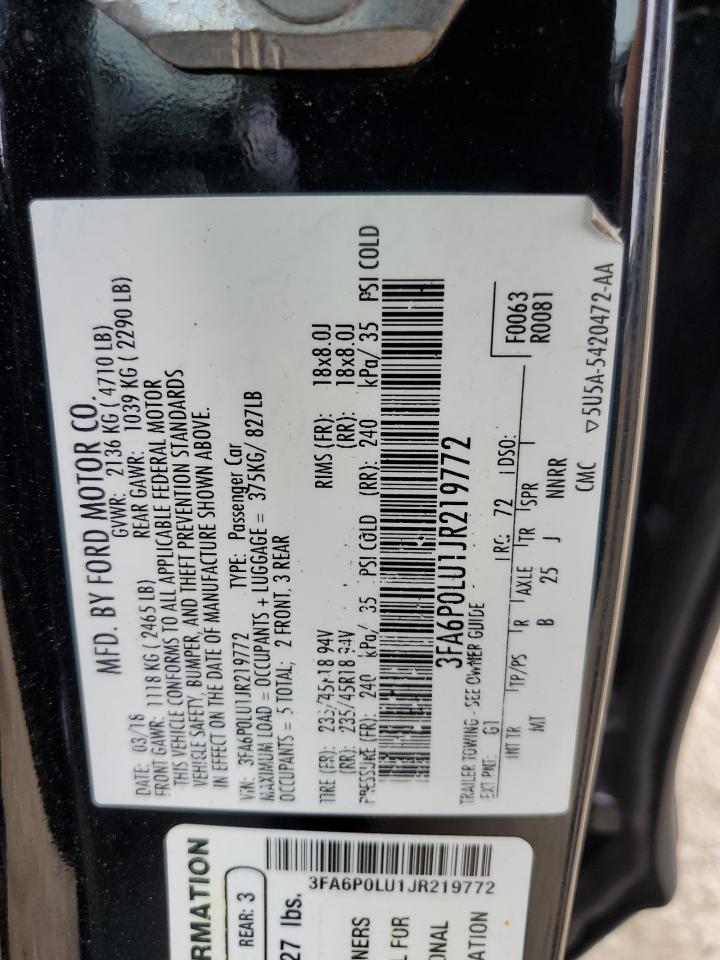 MFD. BY FORD MOTOR CO.
DATE: 03/18 GVWR: 2136 KG ( 4710 LB)
FRONT GAWR: 1118 KG ( 2465 LB) REAR GAWR: 1039 KG ( 2290 LB)
THIS VEHICLE CONFORMS TO ALL APPLICABLE FEDERAL MOTOR
VEHICLE SAFETY, BUMPER, AND THEFT PREVENTION STANDARDS
IN EFFECT ON THE DATE OF MANUFACTURE SHOWN ABOVE.
VIN: 3FA6P0LU1JR219772 TYPE: Passenger Car
MAXIMUM LOAD = OCCUPANTS + LUGGAGE = 375KG/ 827LB
OCCUPANTS = 5 TOTAL; 2 FRONT, 3 REAR
TIRE (FR): 235/45R18 94V RIMS (FR): 18x8.0J
(RR): 235/45R18 94V (RR): 18x8.0J
PRESSURE (FR): 240 kPa/ 35 PSI COLD (RR): 240 kPa/ 35 PSI COLD
3FA6P0LU1JR219772
TRAILER TOWING - SEE OWNER GUIDE
EXT PNT: G1 RC: 72 DSO: F0063
R0081
INT TR TP/PS R AXLE TR SPR
MT B 25 J NNRR
CMC ▽5U5A-5420472-AA
RMATION
REAR: 3
27 lbs.
3FA6P0LU1JR219772
NERS
L FOR
ONAL
ATION